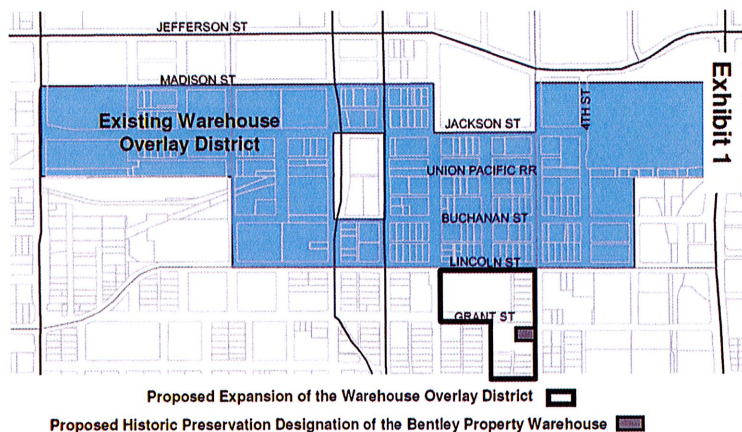 JEFFERSON ST
MADISON ST
Existing Warehouse
Overlay District
JACKSON ST
4TH ST
Exhibit 1
UNION PACIFIC RR
BUCHANAN ST
LINCOLN ST
GRANT ST
Proposed Expansion of the Warehouse Overlay District
Proposed Historic Preservation Designation of the Bentley Property Warehouse